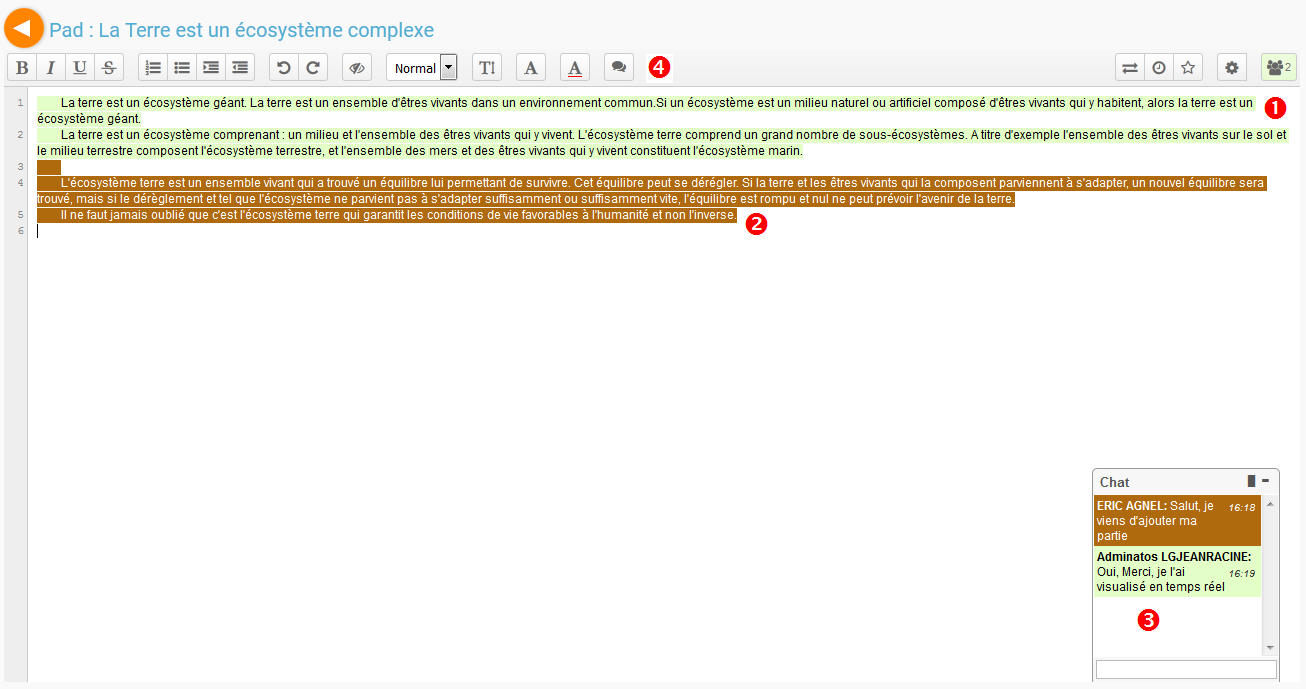 Pad : La Terre est un écosystème complexe
B I U S Normal T A A 4 2
1 La terre est un écosystème géant. La terre est un ensemble d'êtres vivants dans un environnement commun.Si un écosystème est un milieu naturel ou artificiel composé d'êtres vivants qui y habitent, alors la terre est un 1
écosystème géant.
2 La terre est un écosystème comprenant : un milieu et l'ensemble des êtres vivants qui y vivent. L'écosystème terre comprend un grand nombre de sous-écosystèmes. A titre d'exemple l'ensemble des êtres vivants sur le sol et
le milieu terrestre composent l'écosystème terrestre, et l'ensemble des mers et des êtres vivants qui y vivent constituent l'écosystème marin.
3
4 L'écosystème terre est un ensemble vivant qui a trouvé un équilibre lui permettant de survivre. Cet équilibre peut se dérégler. Si la terre et les êtres vivants qui la composent parviennent à s'adapter, un nouvel équilibre sera
trouvé, mais si le dérèglement et tel que l'écosystème ne parvient pas à s'adapter suffisamment ou suffisamment vite, l'équilibre est rompu et nul ne peut prévoir l'avenir de la terre.
5 Il ne faut jamais oublié que c'est l'écosystème terre qui garantit les conditions de vie favorables à l'humanité et non l'inverse. 2
6
Chat
ERIC AGNEL: Salut, je 16:18
viens d'ajouter ma
partie
Adminatos LGJEANRACINE:
Oui, Merci, je l'ai 16:19
visualisé en temps réel
3